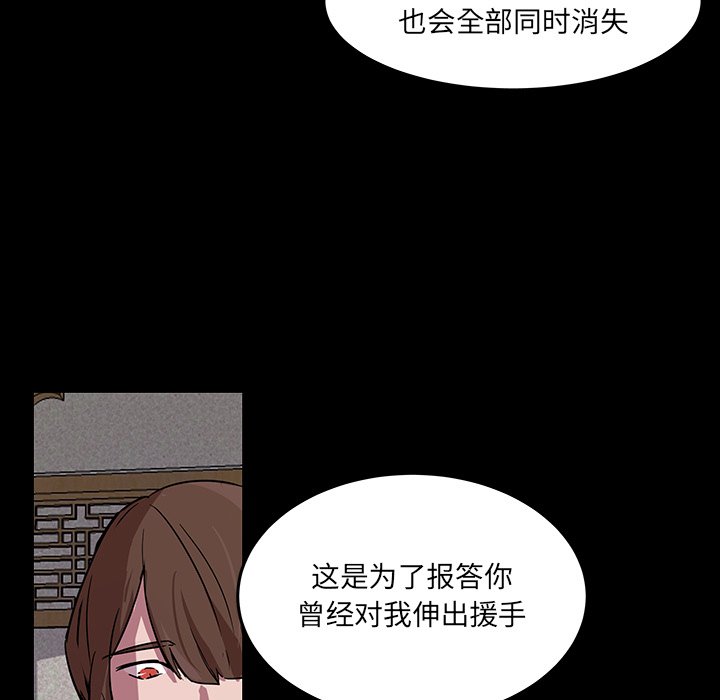 也会全部同时消失
这是为了报答你
曾经对我伸出援手